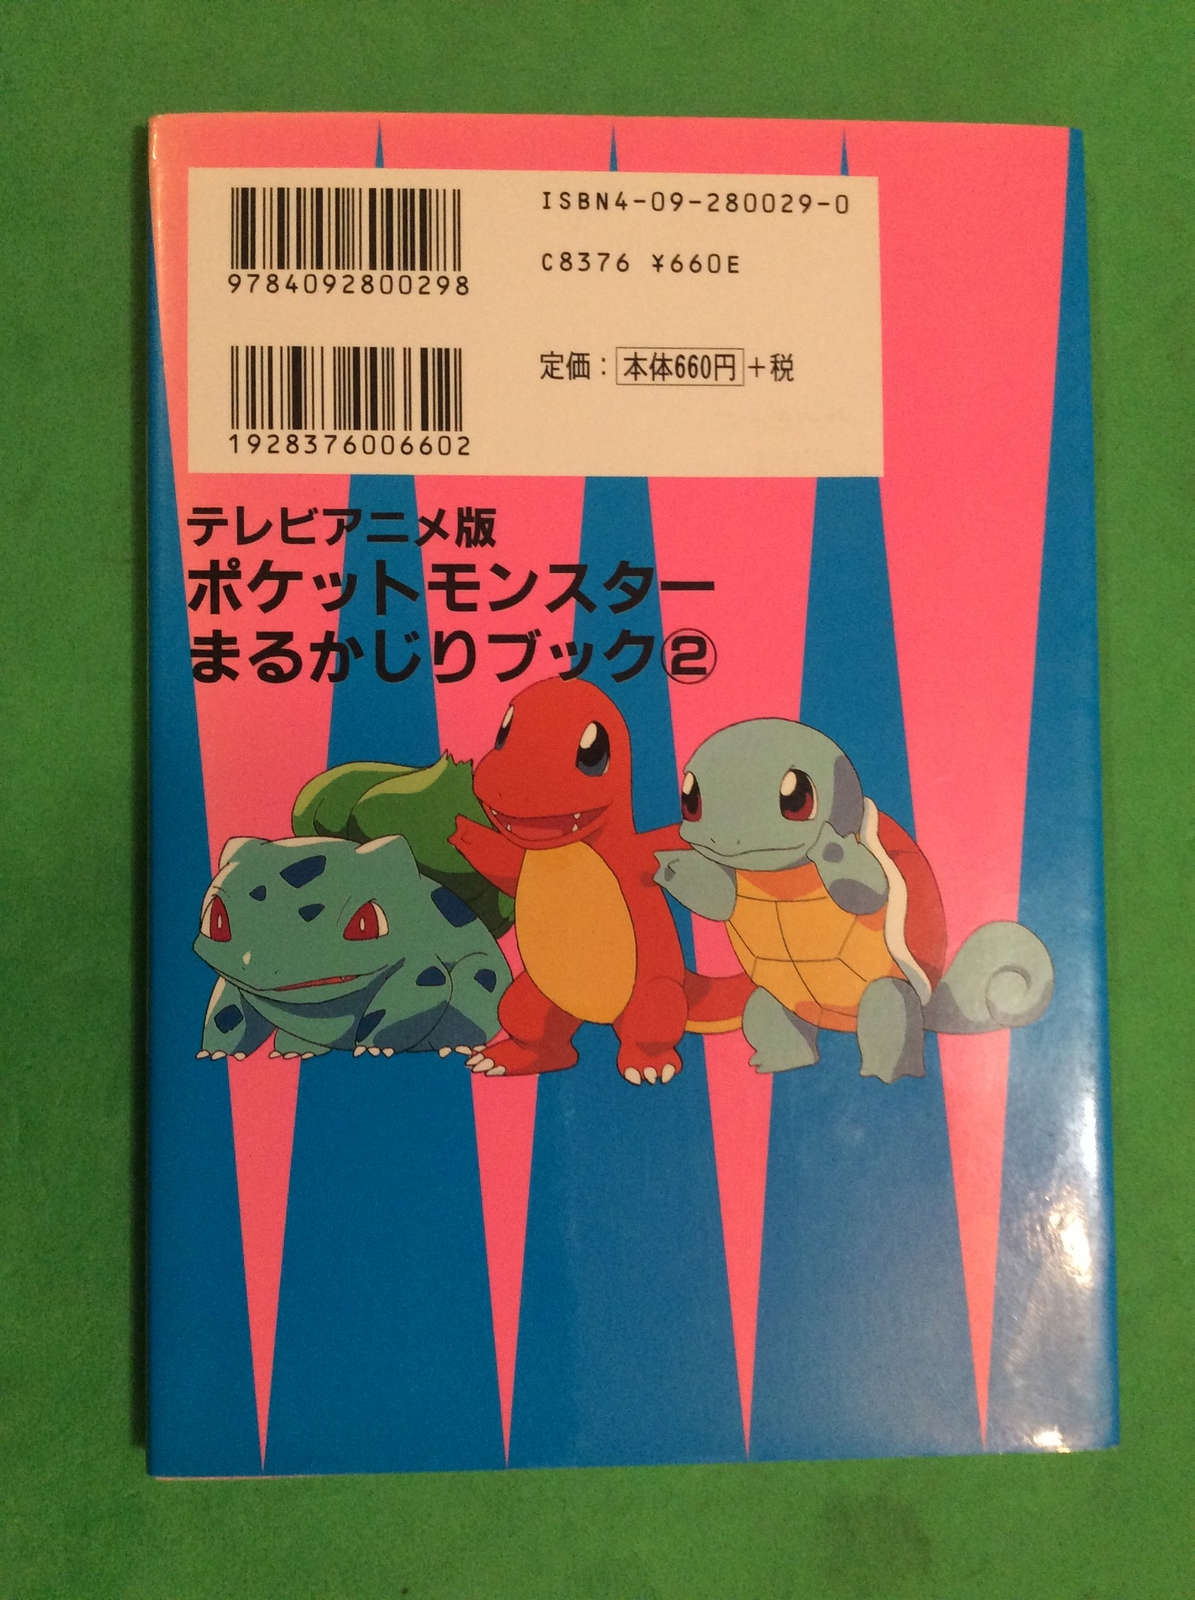 ISBN4-09-280029-0
9784092800298
C8376 ¥660E
1928376006602
定価：本体660円＋税
テレビアニメ版
ポケットモンスター
まるかじりブック②